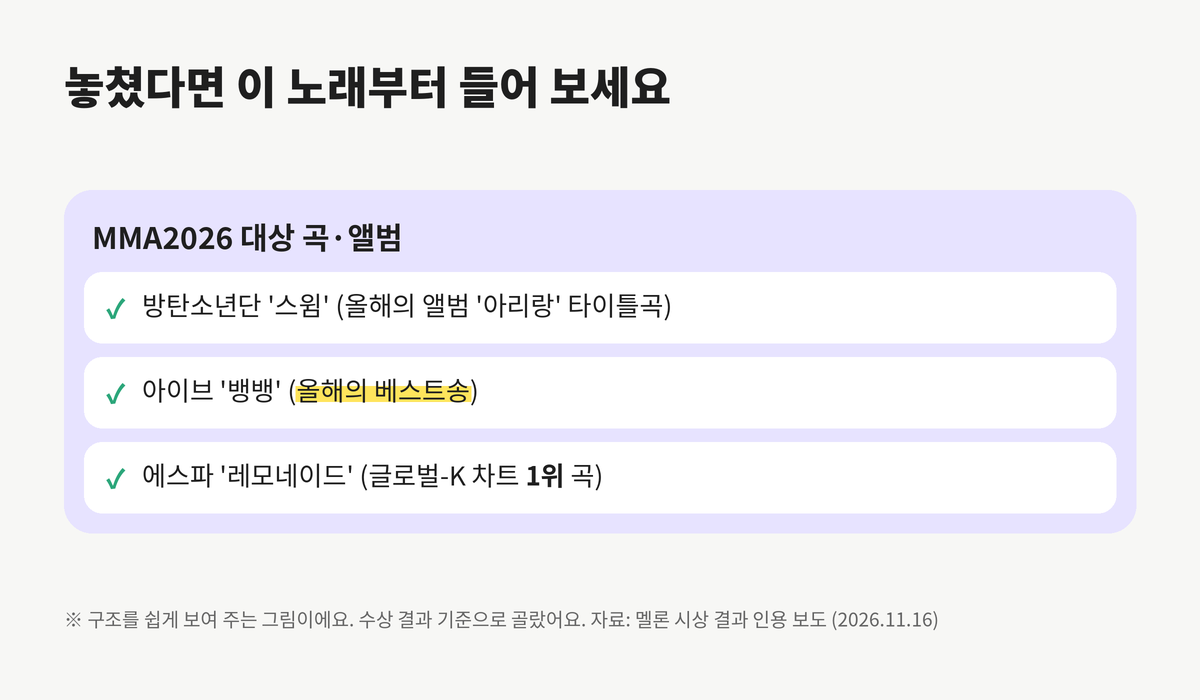 놓쳤다면 이 노래부터 들어 보세요
MMA2026 대상 곡·앨범
✓ 방탄소년단 '스윔' (올해의 앨범 '아리랑' 타이틀곡)
✓ 아이브 '뱅뱅' (올해의 베스트송)
✓ 에스파 '레모네이드' (글로벌-K 차트 1위 곡)
※ 구조를 쉽게 보여 주는 그림이에요. 수상 결과 기준으로 골랐어요. 자료: 멜론 시상 결과 인용 보도 (2026.11.16)